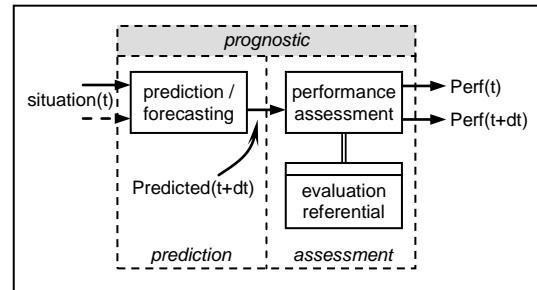 prognostic
situation(t)
prediction /
forecasting
performance
assessment
Perf(t)
Perf(t+dt)
Predicted(t+dt)
evaluation
referential
prediction
assessment